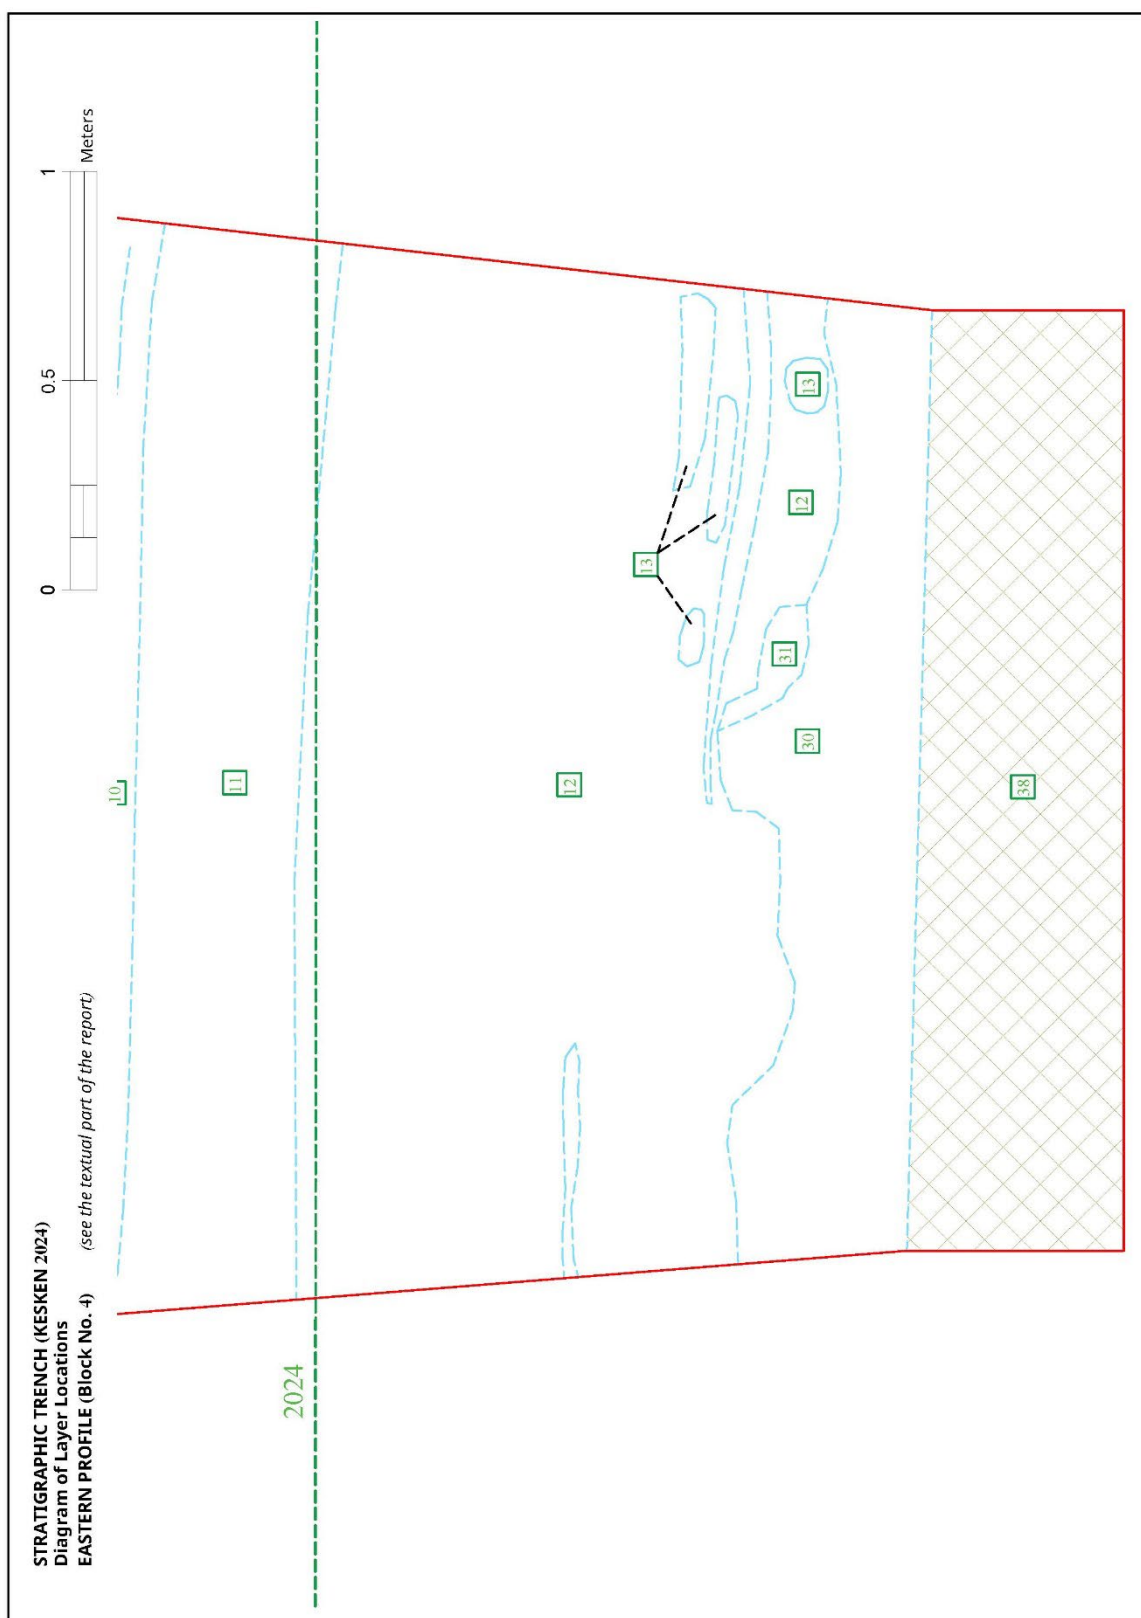 STRATIGRAPHIC TRENCH (KESKEN 2024)
Diagram of Layer Locations
EASTERN PROFILE (Block No. 4) (see the textual part of the report)
0 0.5 1
Meters
10
11
2024
12
13
13
12
31
30
38